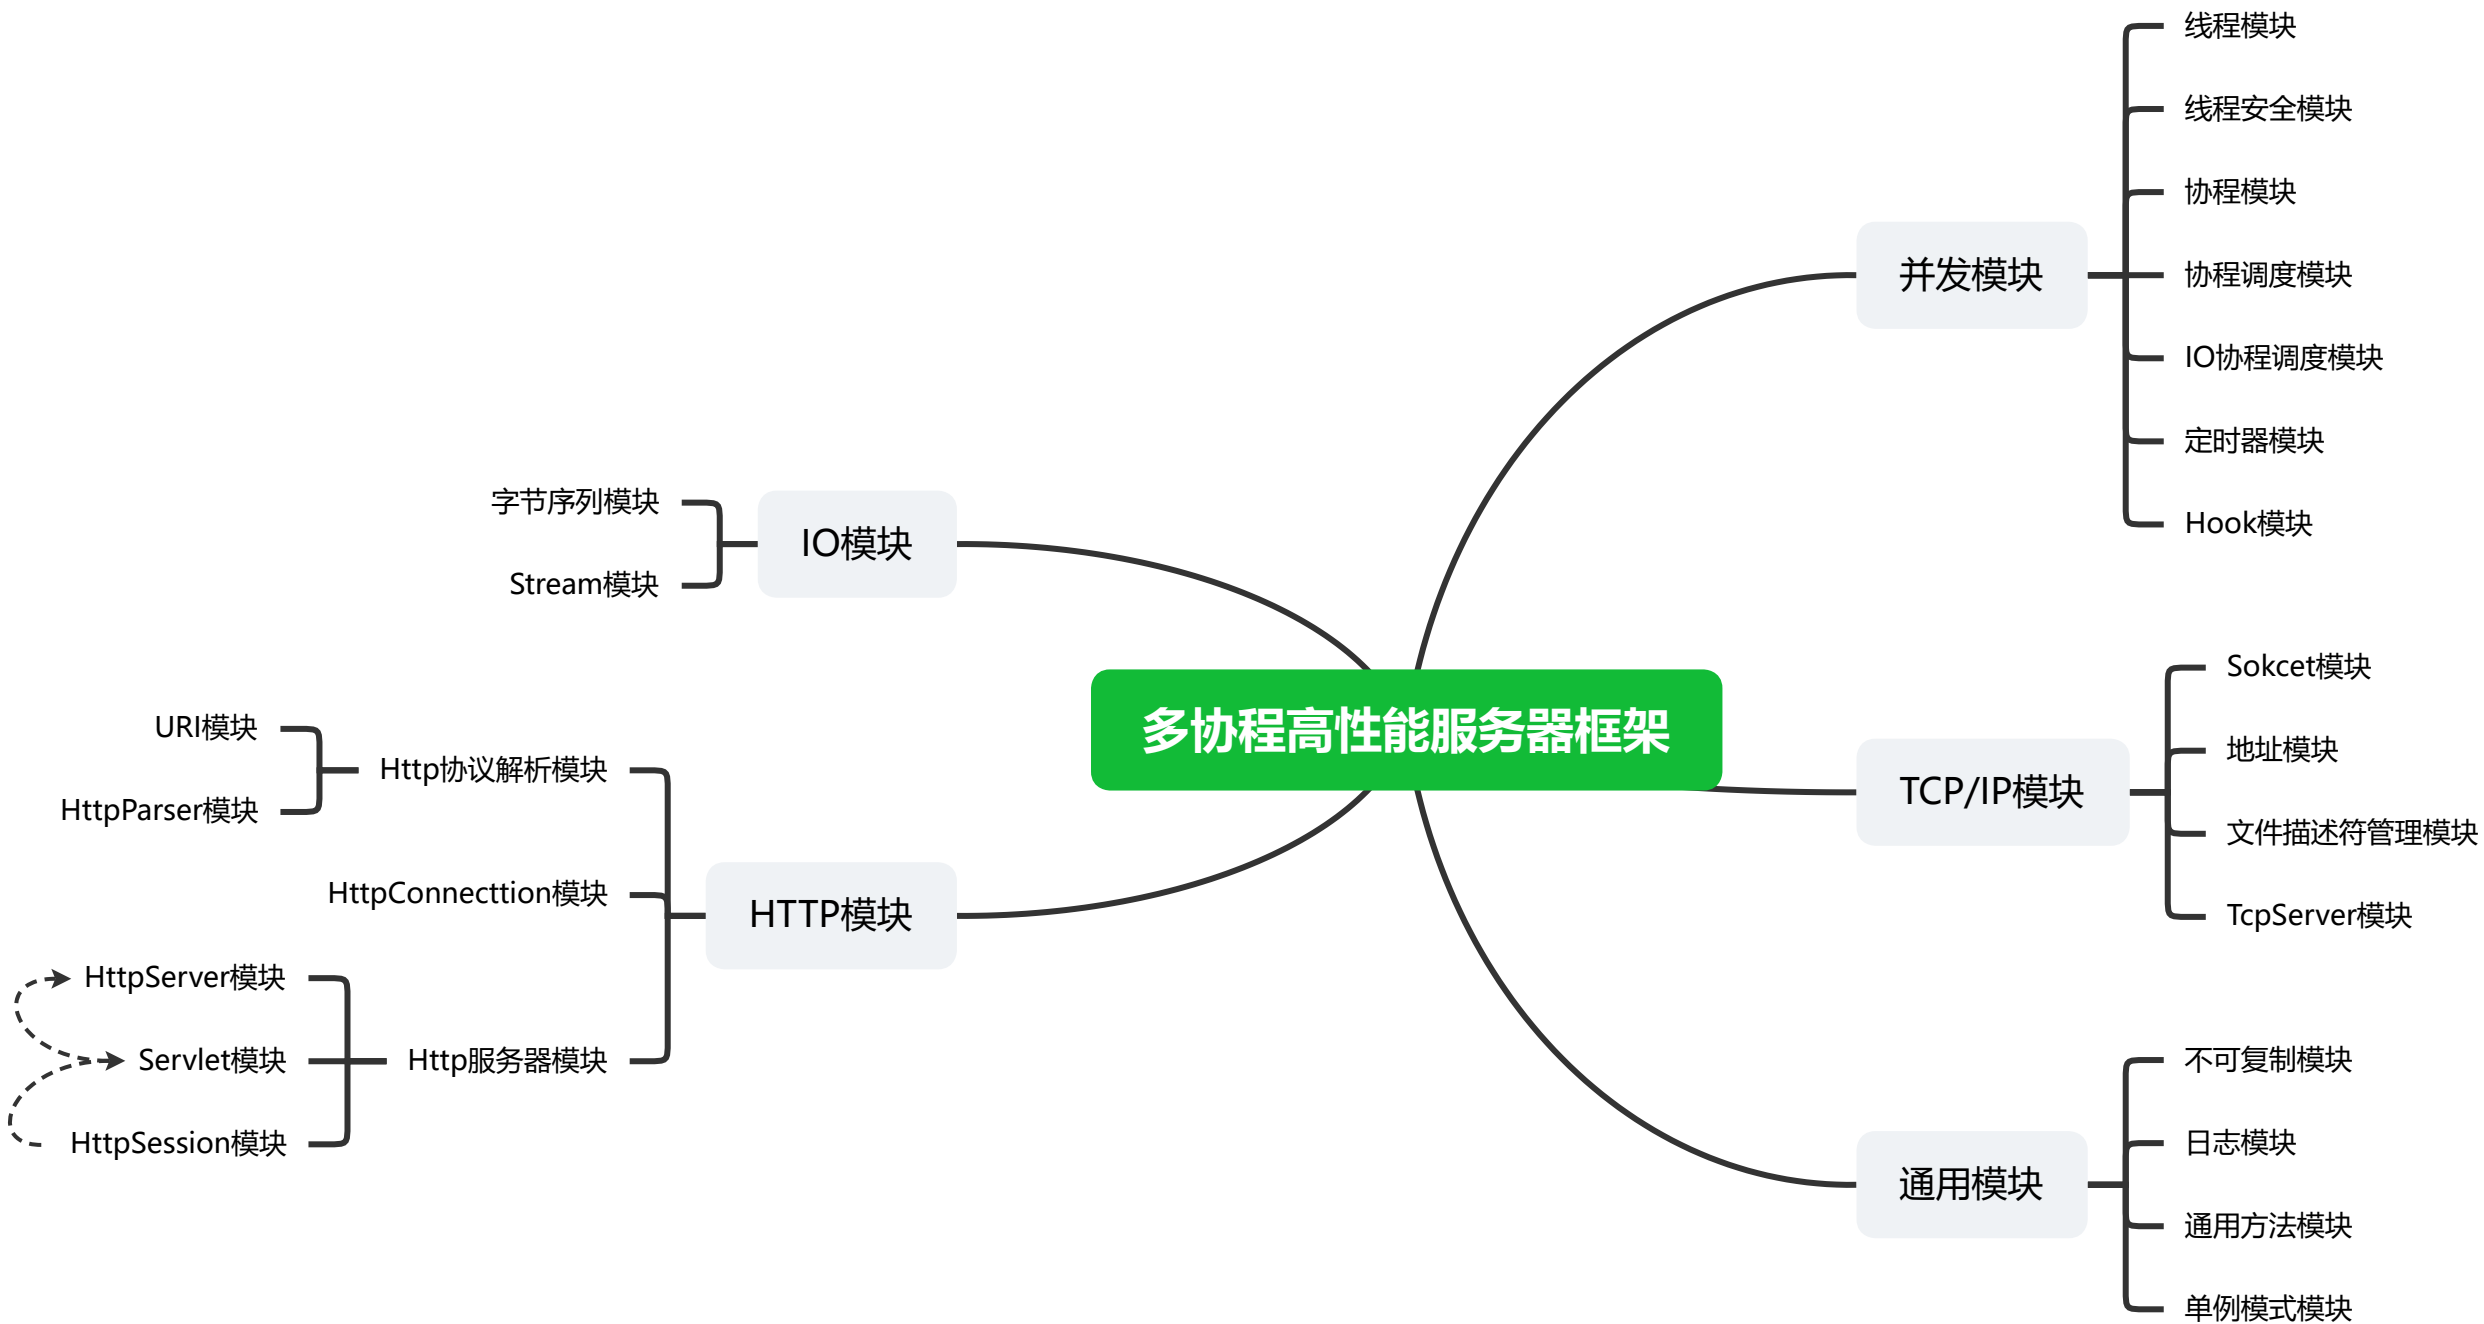 多协程高性能服务器框架
并发模块
线程模块
线程安全模块
协程模块
协程调度模块
IO协程调度模块
定时器模块
Hook模块
TCP/IP模块
Sokcet模块
地址模块
文件描述符管理模块
TcpServer模块
通用模块
不可复制模块
日志模块
通用方法模块
单例模式模块
IO模块
字节序列模块
Stream模块
HTTP模块
Http协议解析模块
URI模块
HttpParser模块
HttpConnecttion模块
Http服务器模块
HttpServer模块
Servlet模块
HttpSession模块